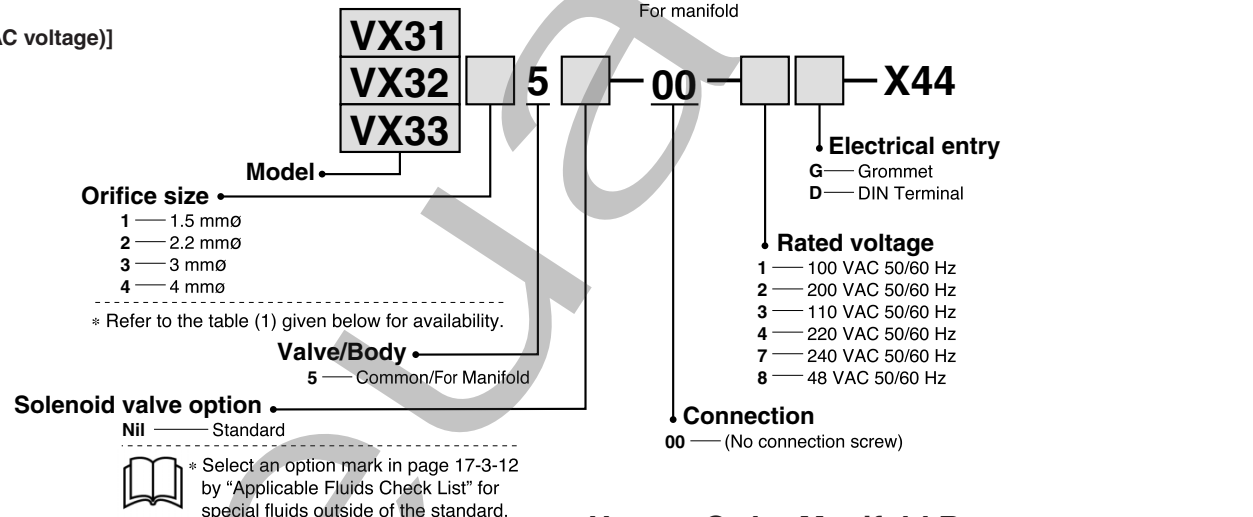 For manifold
C voltage)]
VX31
VX32 5 00 X44
VX33
Model
Electrical entry
G Grommet
D DIN Terminal
Orifice size
1 1.5 mmø
2 2.2 mmø
3 3 mmø
4 4 mmø
* Refer to the table (1) given below for availability.
Rated voltage
1 100 VAC 50/60 Hz
2 200 VAC 50/60 Hz
3 110 VAC 50/60 Hz
4 220 VAC 50/60 Hz
7 240 VAC 50/60 Hz
8 48 VAC 50/60 Hz
Valve/Body
5 Common/For Manifold
Solenoid valve option
Nil Standard
Connection
00 (No connection screw)
* Select an option mark in page 17-3-12
by “Applicable Fluids Check List” for
special fluids outside of the standard.